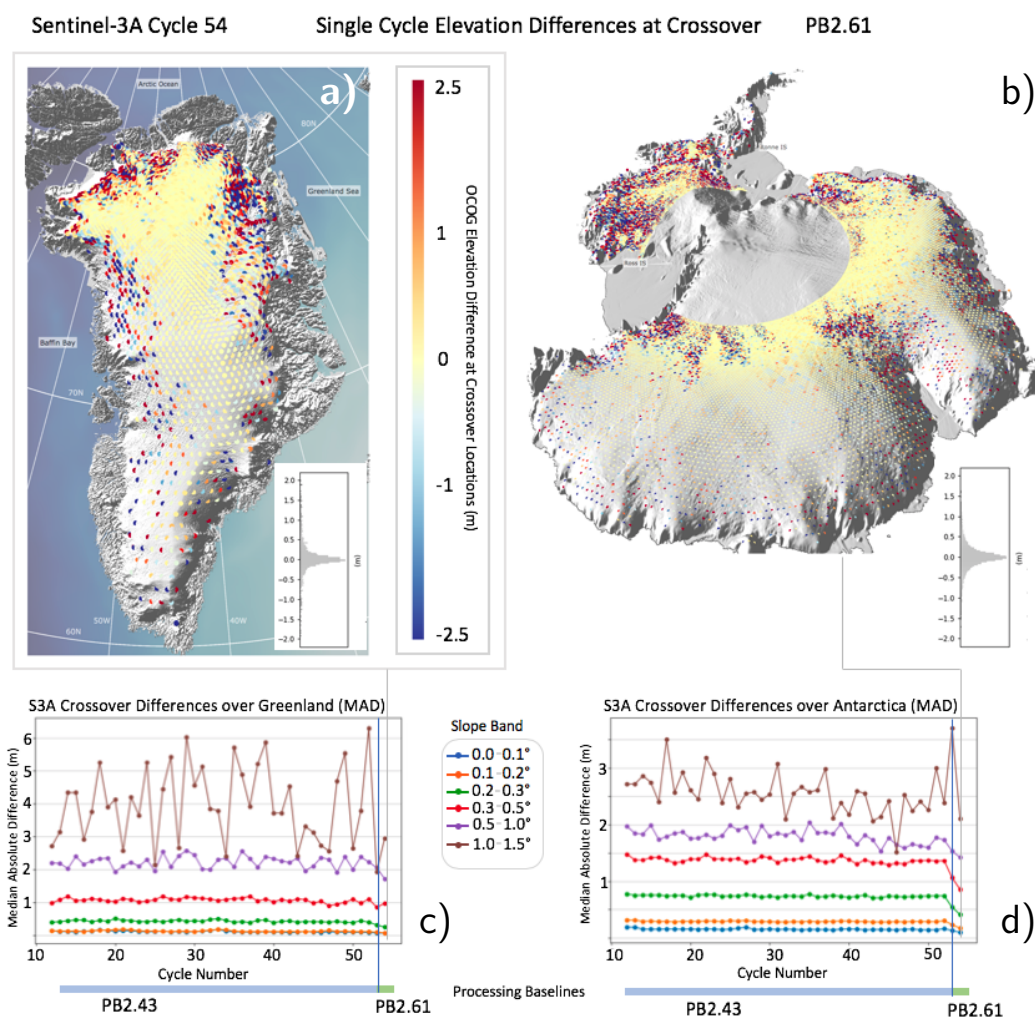 Sentinel-3A Cycle 54 Single Cycle Elevation Differences at Crossover PB2.61
a)
Arctic Ocean
80N
Greenland Sea
Baffin Bay
70N
60N
50W
40W
2.0
1.5
1.0
0.5
0.0
−0.5
−1.0
−1.5
−2.0
(m)
2.5
1
0
-1
-2.5
OCOG Elevation Difference at Crossover Locations (m)
b)
Ronne IS
Ross IS
2.0
1.5
1.0
0.5
0.0
−0.5
−1.0
−1.5
−2.0
(m)
S3A Crossover Differences over Greenland (MAD)
Median Absolute Difference (m)
6
5
4
3
2
1
10 20 30 40 50
Cycle Number
c)
PB2.43 PB2.61
Slope Band
0.0 - 0.1°
0.1 - 0.2°
0.2 - 0.3°
0.3 - 0.5°
0.5 - 1.0°
1.0 - 1.5°
Processing Baselines
S3A Crossover Differences over Antarctica (MAD)
Median Absolute Difference (m)
3
2
1
10 20 30 40 50
Cycle Number
d)
PB2.43 PB2.61